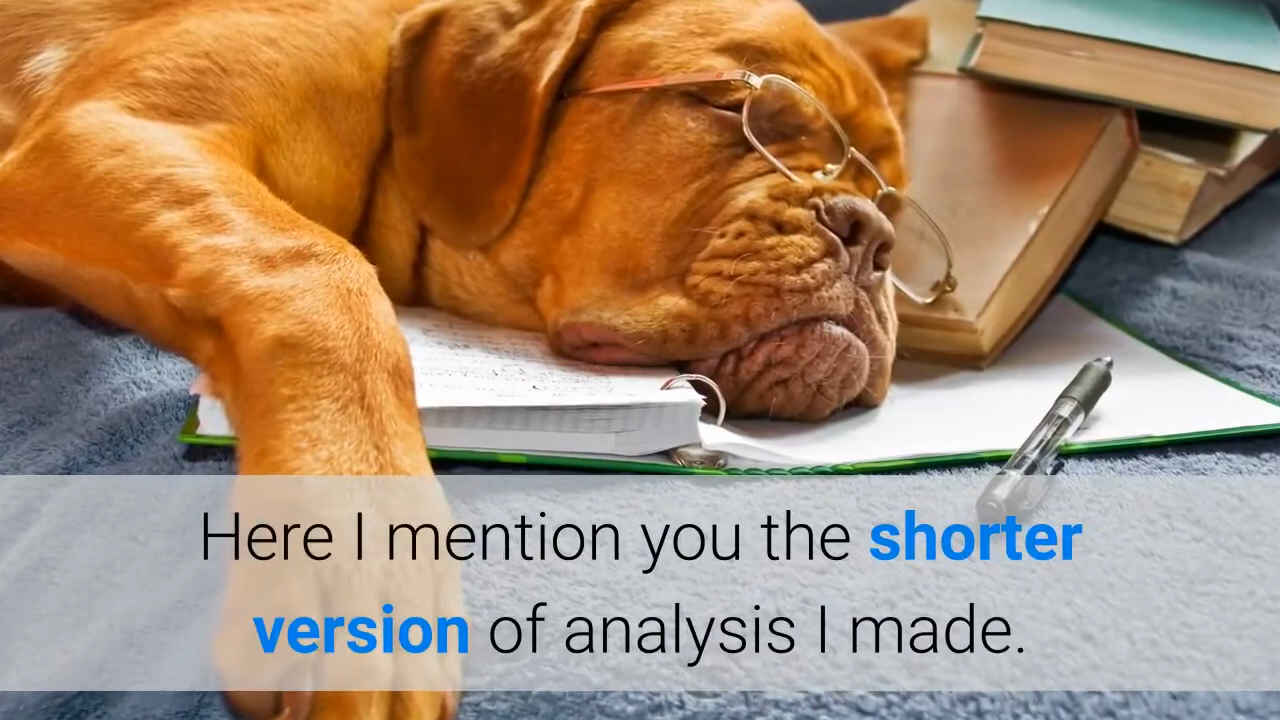 Here I mention you the shorter
version of analysis I made.